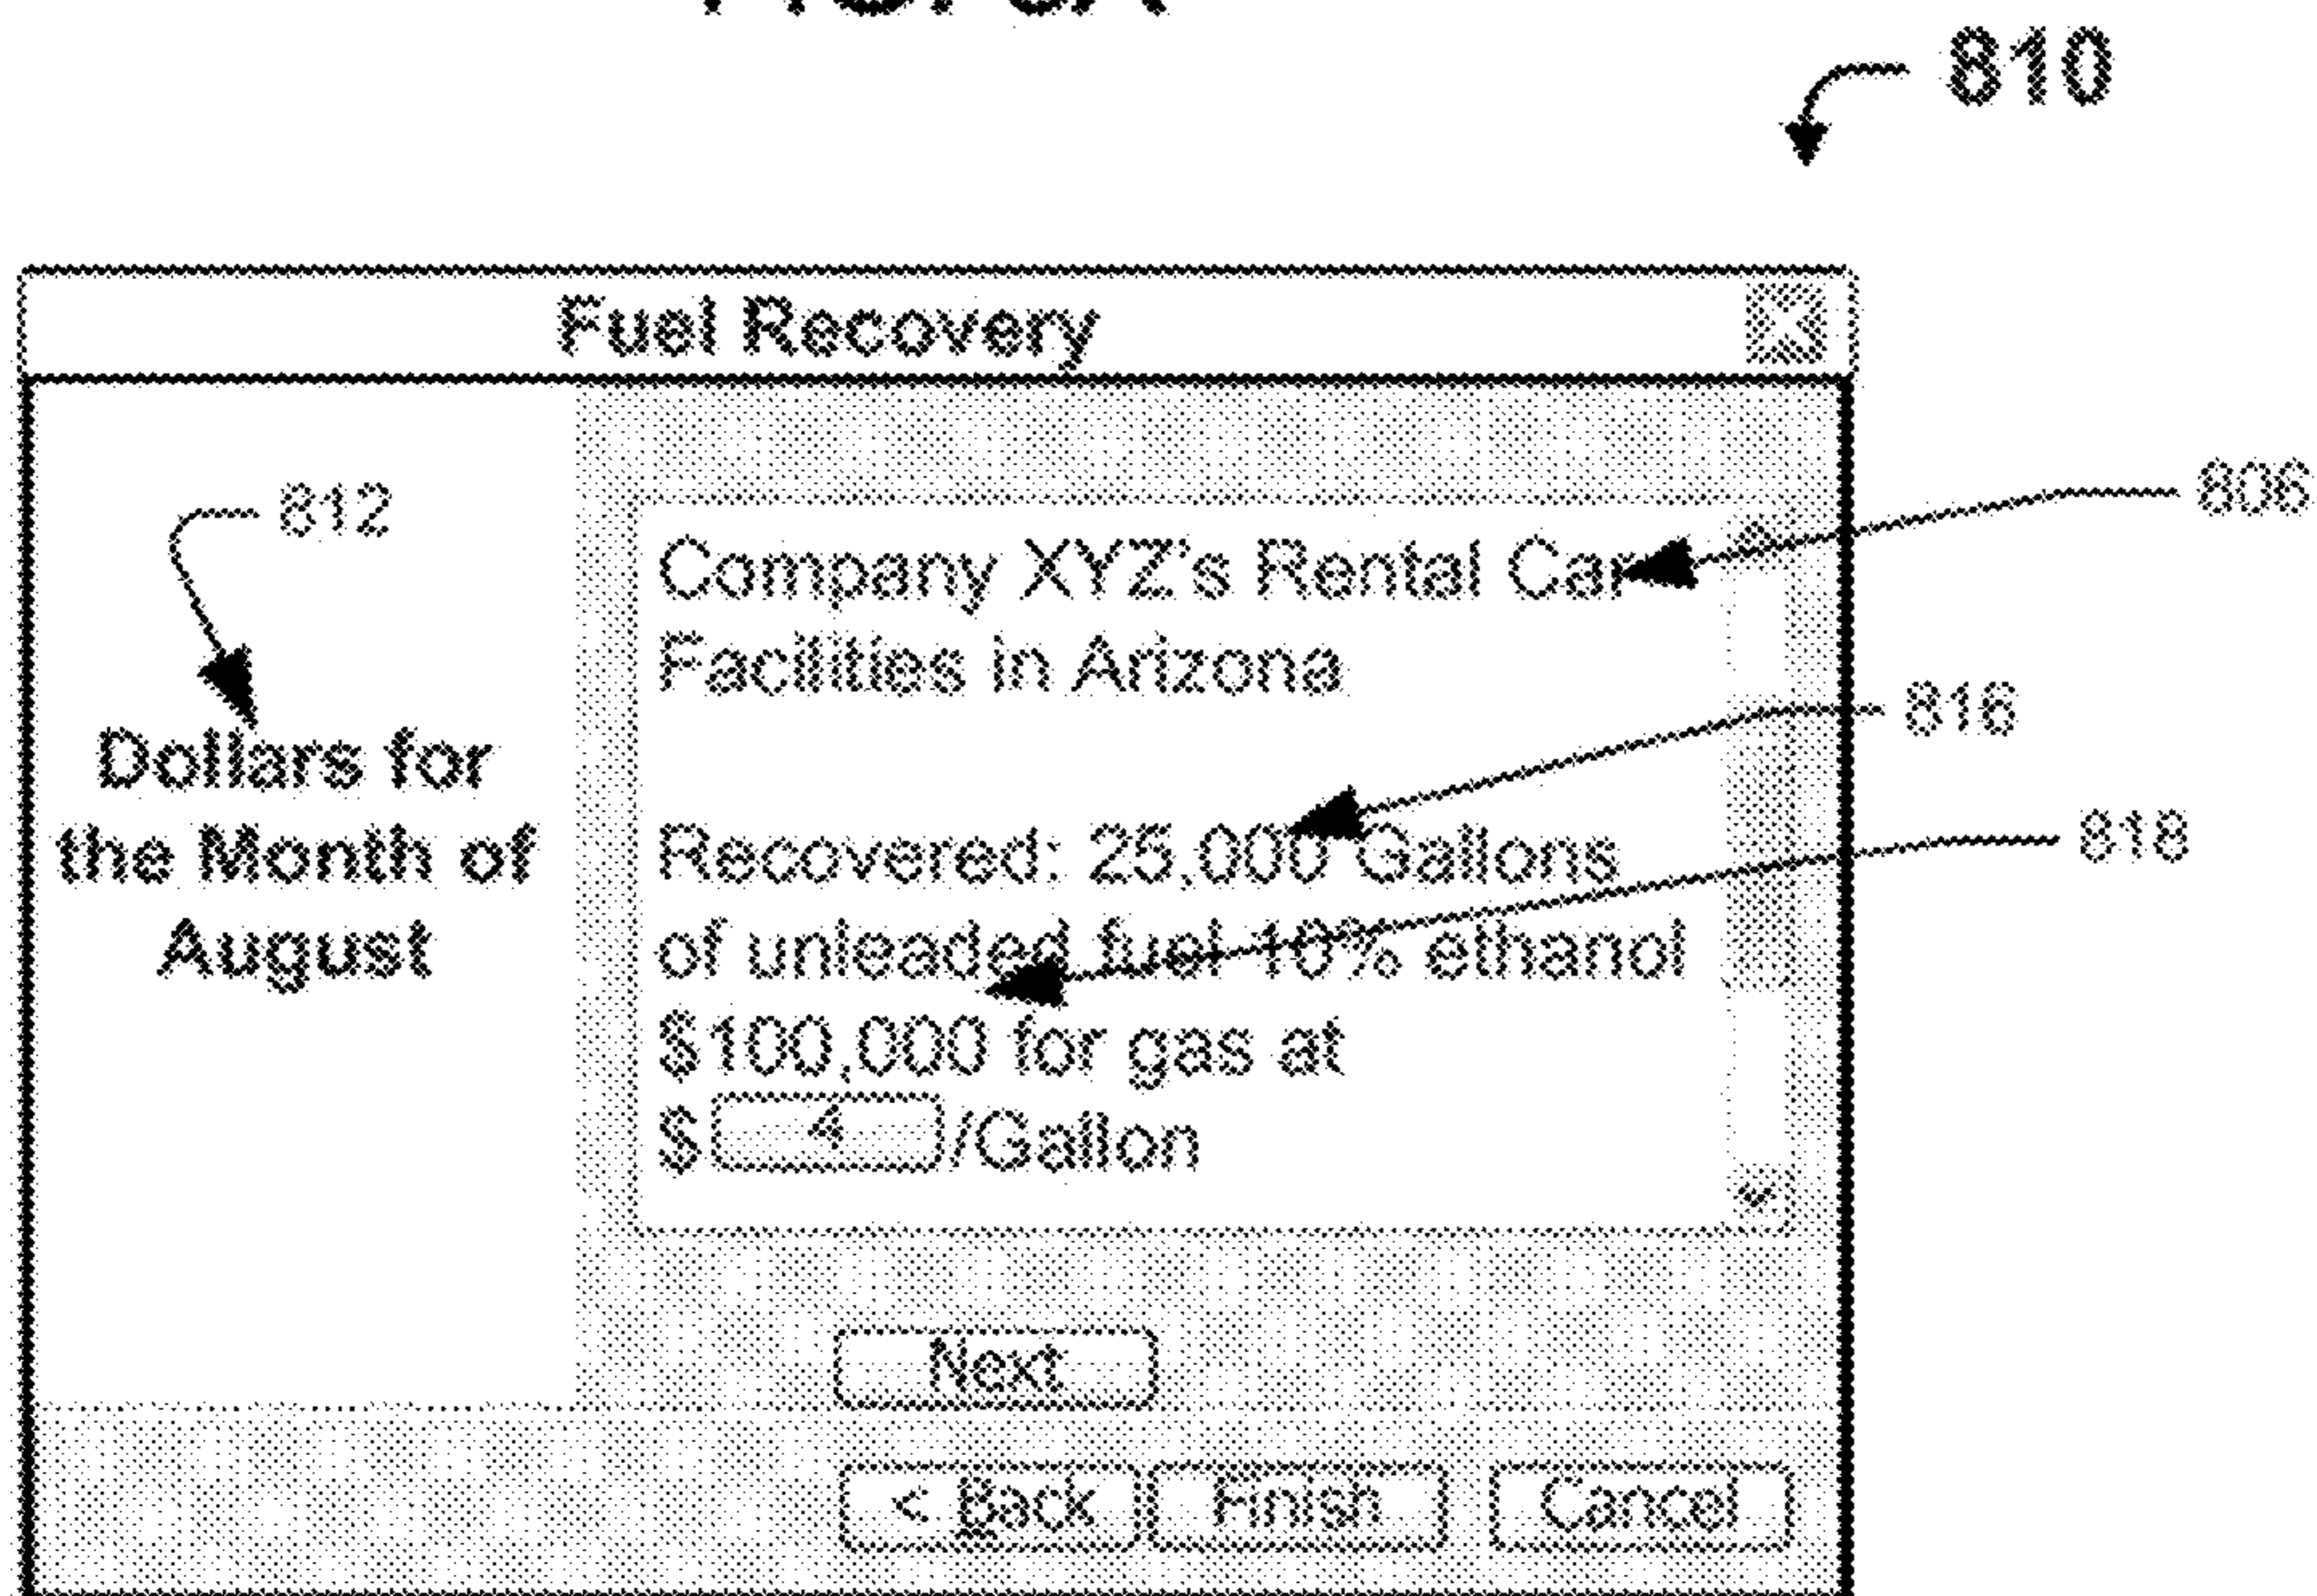 810
Fuel Recovery
812
Dollars for
the Month of
August
Company XYZ's Rental Car
Facilities in Arizona
Recovered: 25,000 Gallons
of unleaded fuel 10% ethanol
$100,000 for gas at
$ 4 /Gallon
806
816
818
Next
< Back
Finish
Cancel